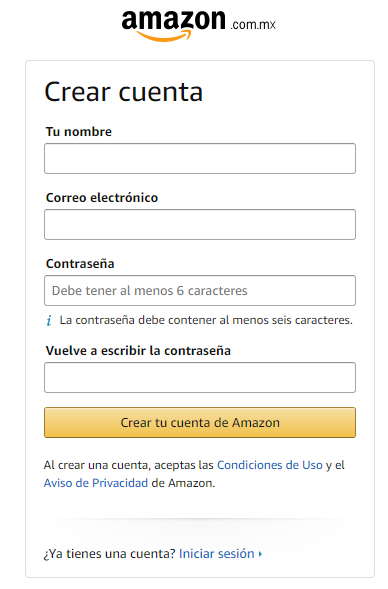 amazon .com.mx
Crear cuenta
Tu nombre
Correo electrónico
Contraseña
Debe tener al menos 6 caracteres
i La contraseña debe contener al menos seis caracteres.
Vuelve a escribir la contraseña
Crear tu cuenta de Amazon
Al crear una cuenta, aceptas las Condiciones de Uso y el
Aviso de Privacidad de Amazon.
¿Ya tienes una cuenta? Iniciar sesión